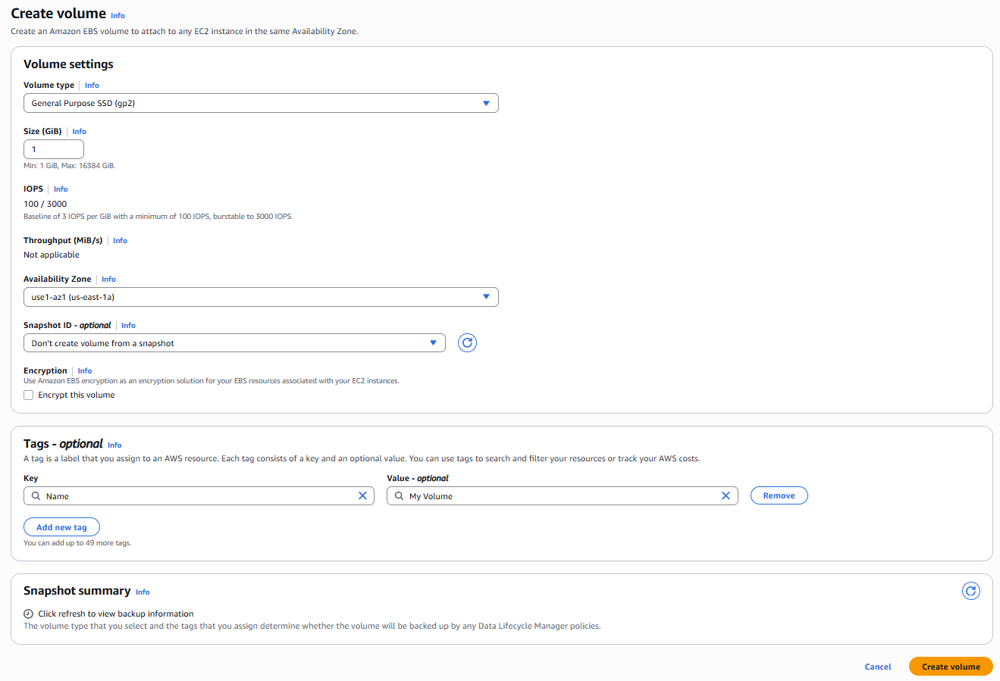 Create volume Info
Create an Amazon EBS volume to attach to any EC2 instance in the same Availability Zone.
Volume settings
Volume type Info
General Purpose SSD (gp2)
Size (GiB) Info
1
Min: 1 GiB, Max: 16384 GiB.
IOPS Info
100 / 3000
Baseline of 3 IOPS per GiB with a minimum of 100 IOPS, burstable to 3000 IOPS.
Throughput (MiB/s) Info
Not applicable
Availability Zone Info
use1-az1 (us-east-1a)
Snapshot ID - optional Info
Don't create volume from a snapshot
Encryption Info
Use Amazon EBS encryption as an encryption solution for your EBS resources associated with your EC2 instances.
Encrypt this volume
Tags - optional Info
A tag is a label that you assign to an AWS resource. Each tag consists of a key and an optional value. You can use tags to search and filter your resources or track your AWS costs.
Key Value - optional
Name My Volume Remove
Add new tag
You can add up to 49 more tags.
Snapshot summary Info
Click refresh to view backup information
The volume type that you select and the tags that you assign determine whether the volume will be backed up by any Data Lifecycle Manager policies.
Cancel Create volume